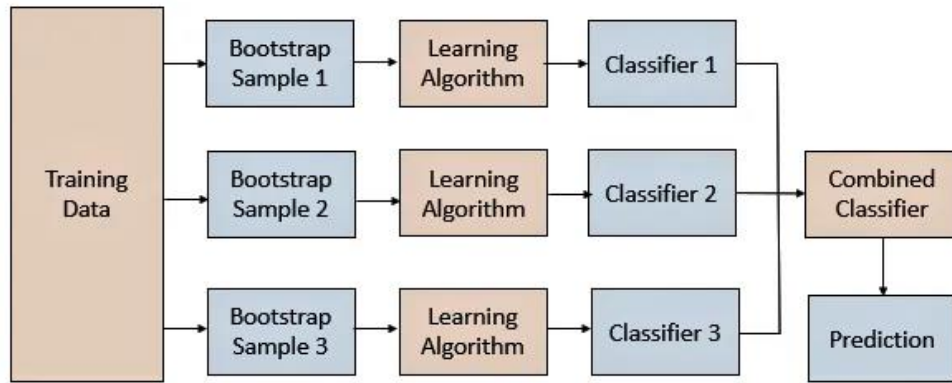 Training
Data
Bootstrap
Sample 1
Learning
Algorithm
Classifier 1
Bootstrap
Sample 2
Learning
Algorithm
Classifier 2
Combined
Classifier
Bootstrap
Sample 3
Learning
Algorithm
Classifier 3
Prediction